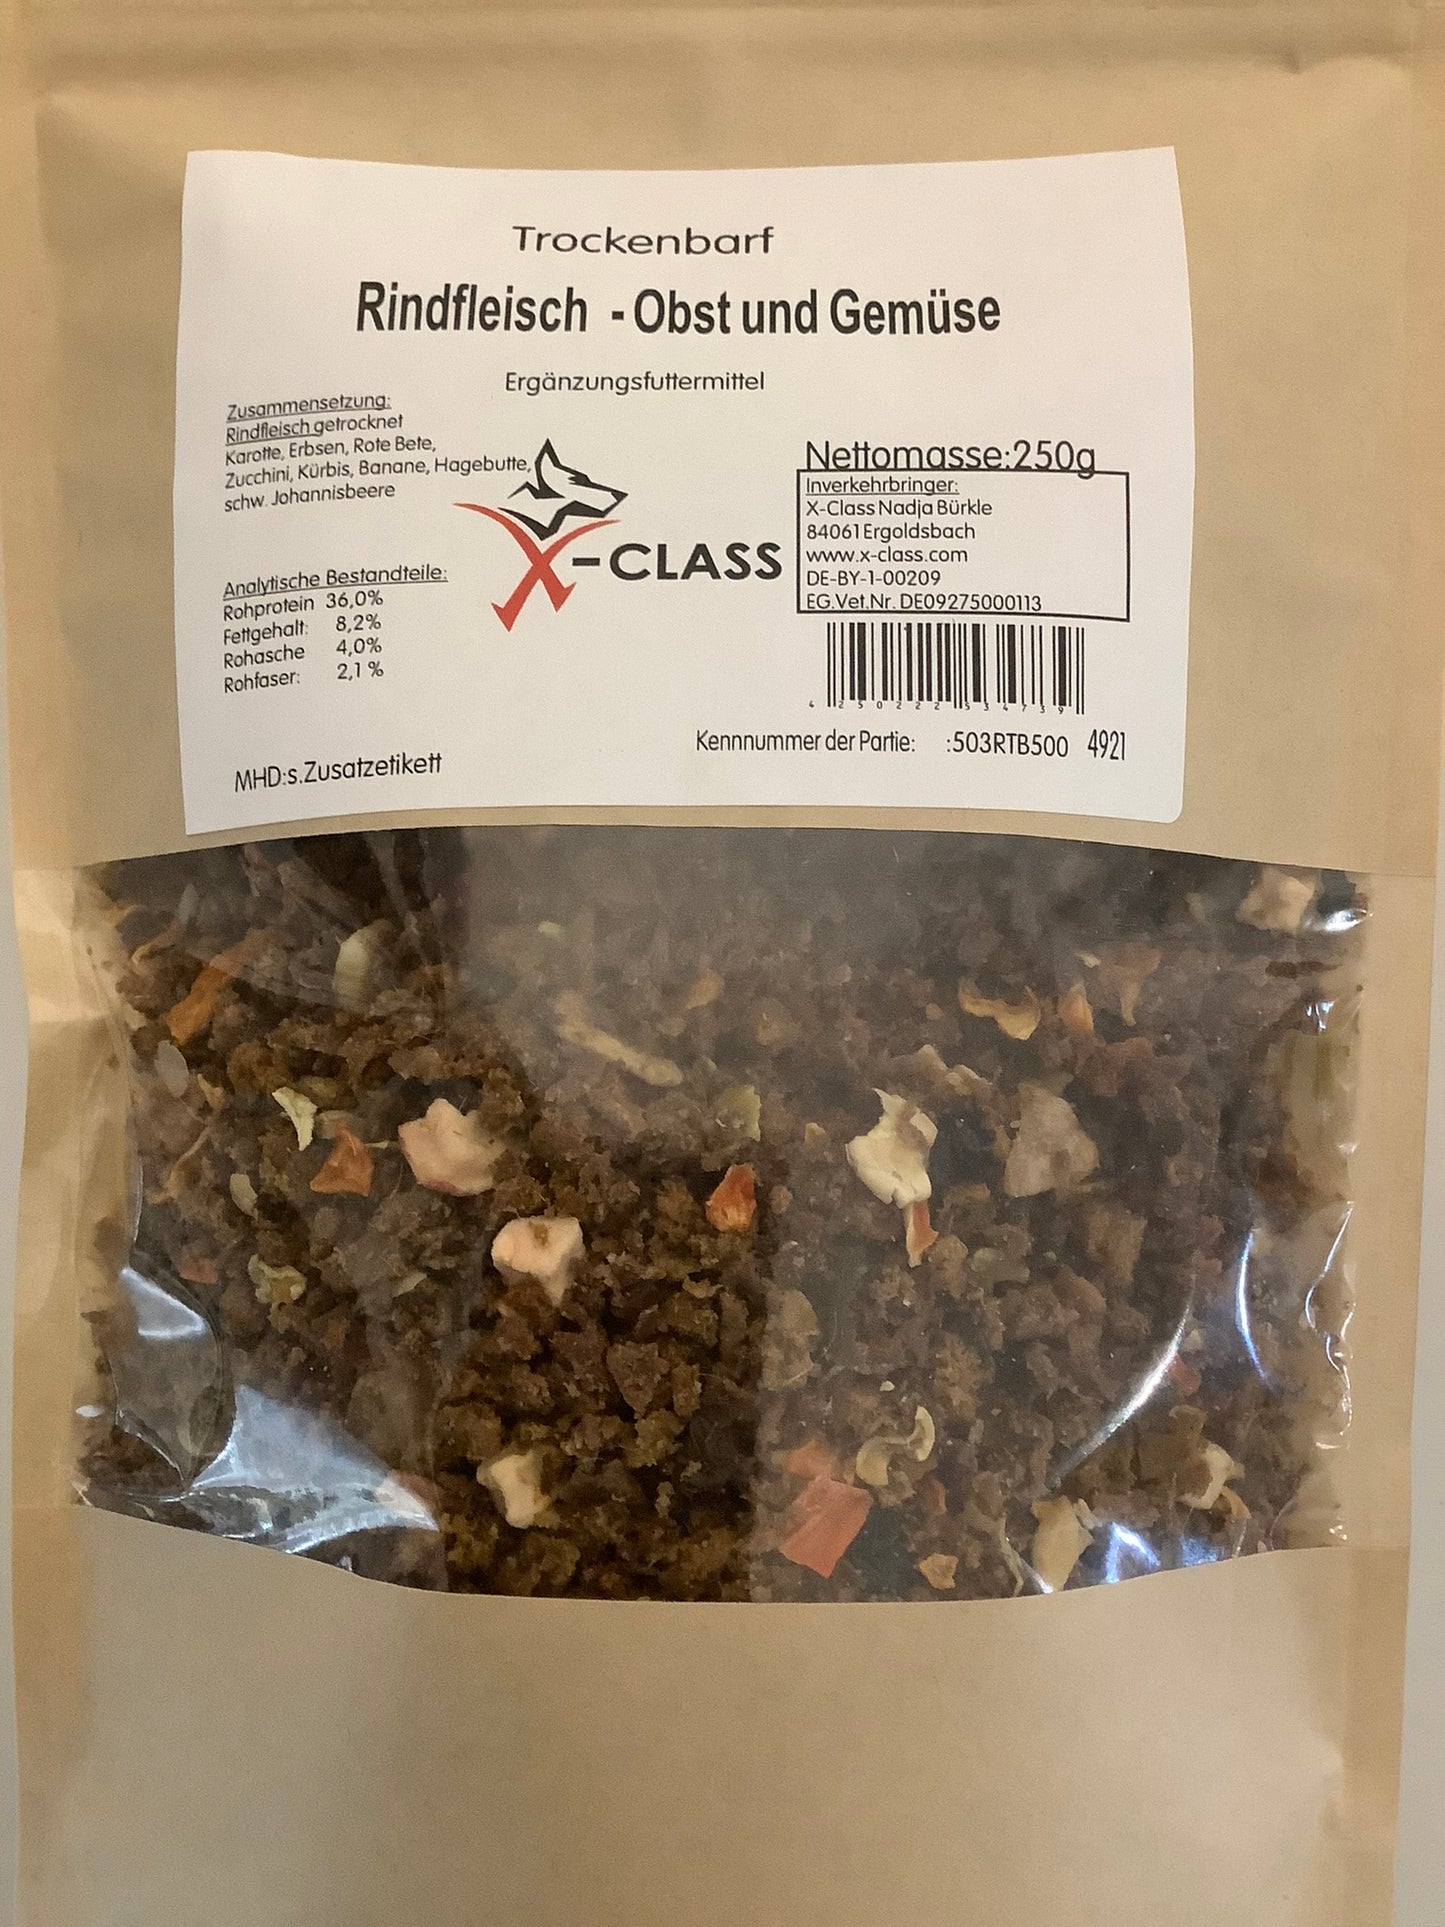 Trockenbarf
Rindfleisch - Obst und Gemüse
Ergänzungsfuttermittel
Zusammensetzung:
Rindfleisch getrocknet
Karotte, Erbsen, Rote Bete,
Zucchini, Kürbis, Banane, Hagebutte,
schw. Johannisbeere
Analytische Bestandteile:
Rohprotein 36,0%
Fettgehalt: 8,2%
Rohasche 4,0%
Rohfaser: 2,1 %
MHD:s.Zusatzetikett
X-CLASS
Nettomasse:250g
Inverkehrbringer:
X-Class Nadja Bürkle
84061 Ergoldsbach
www.x-class.com
DE-BY-1-00209
EG.Vet.Nr. DE09275000113
4 250222 534739
Kennnummer der Partie: :503RTB500 4921